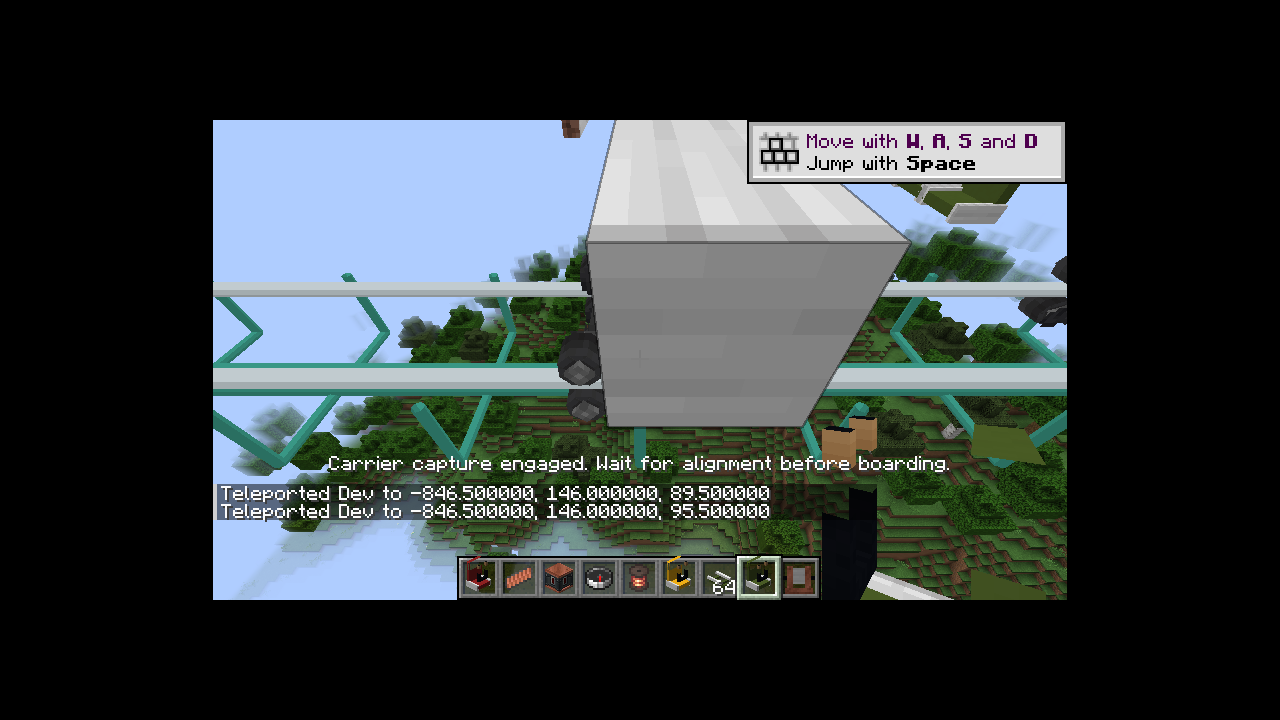 Move with W, A, S and D
Jump with Space
Carrier capture engaged. Wait for alignment before boarding.
Teleported Dev to -846.500000, 146.000000, 89.500000
Teleported Dev to -846.500000, 146.000000, 95.500000
64